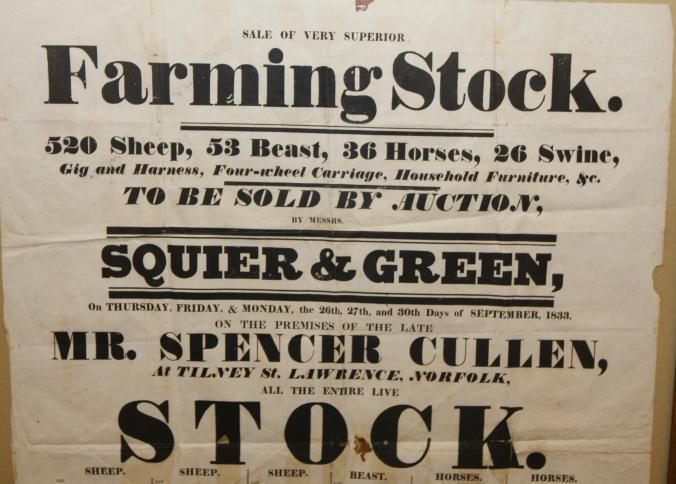 SALE OF VERY SUPERIOR
Farming Stock.
520 Sheep, 53 Beast, 36 Horses, 26 Swine,
Gig and Harness, Four-wheel Carriage, Household Furniture, &c.
TO BE SOLD BY AUCTION,
BY MESSRS.
SQUIER & GREEN,
On THURSDAY, FRIDAY, & MONDAY, the 26th, 27th, and 30th Days of SEPTEMBER, 1833,
ON THE PREMISES OF THE LATE
MR. SPENCER CULLEN,
At TILNEY St. LAWRENCE, NORFOLK,
ALL THE ENTIRE LIVE
STOCK.
SHEEP. SHEEP. SHEEP. BEAST. HORSES. HORSES.